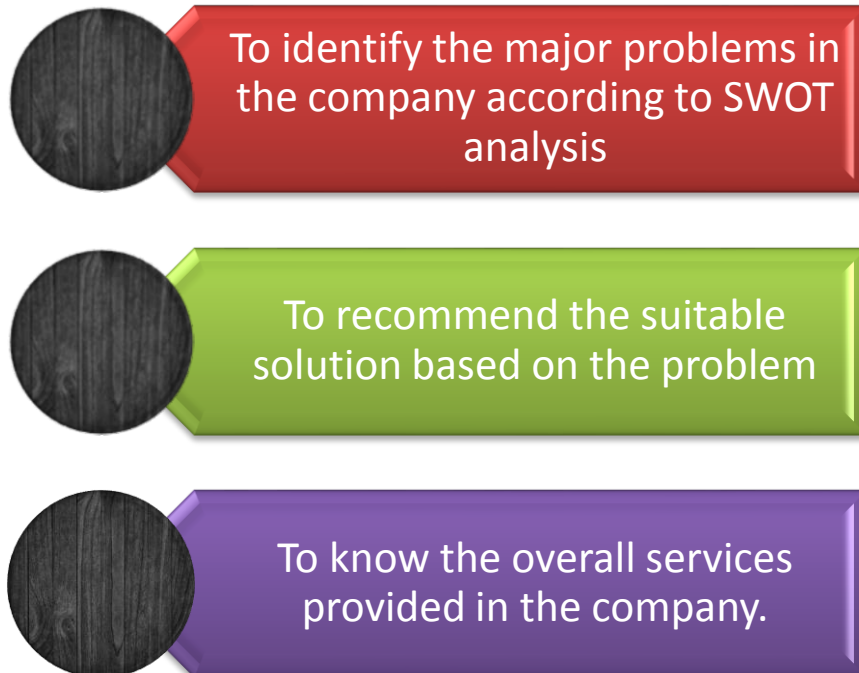 To identify the major problems in
the company according to SWOT
analysis
To recommend the suitable
solution based on the problem
To know the overall services
provided in the company.